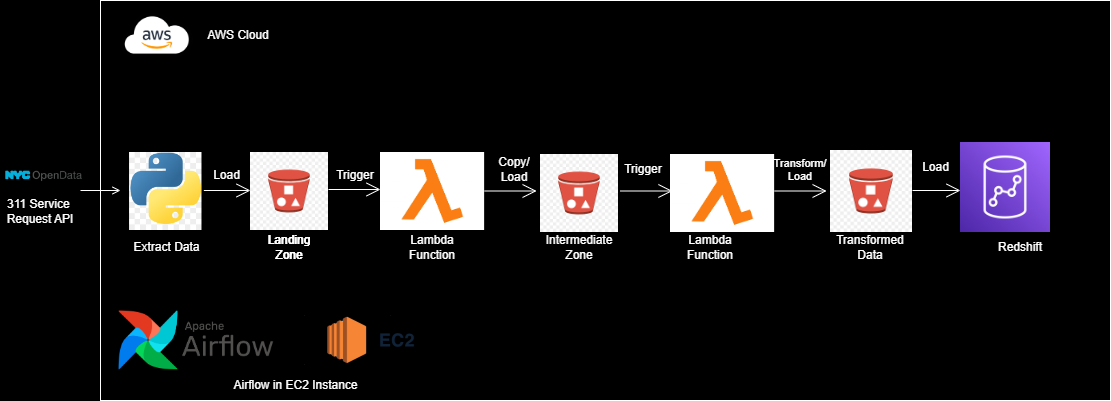 aws
AWS Cloud
NYC OpenData
311 Service
Request API
Extract Data
Load
Landing
Zone
Trigger
Lambda
Function
Copy/
Load
Intermediate
Zone
Trigger
Lambda
Function
Transform/
Load
Transformed
Data
Load
Redshift
Apache
Airflow
EC2
Airflow in EC2 Instance